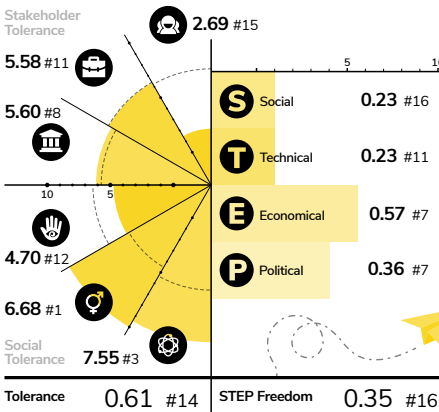 Stakeholder
Tolerance
2.69 #15
5.58 #11
5.60 #8
10 5
4.70 #12
6.68 #1
Social
Tolerance
7.55 #3
Tolerance 0.61 #14
5 10
S Social 0.23 #16
T Technical 0.23 #11
E Economical 0.57 #7
P Political 0.36 #7
STEP Freedom 0.35 #16